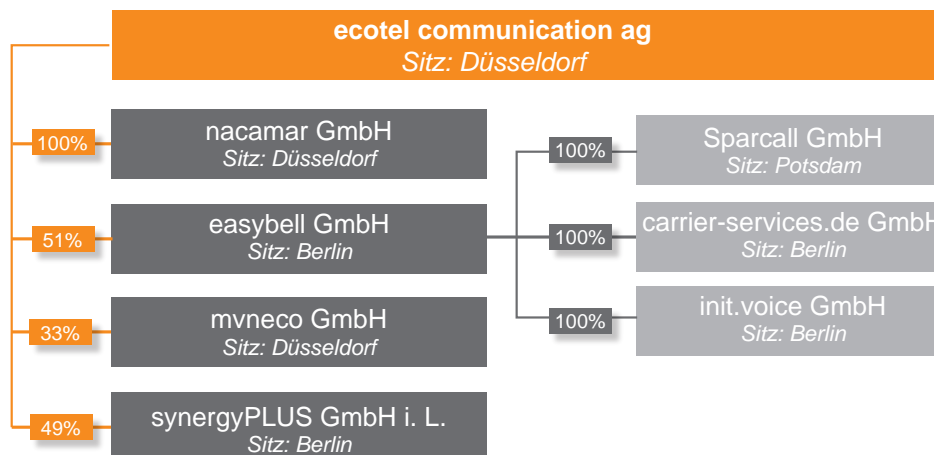 ecotel communication ag
Sitz: Düsseldorf
100%
nacamar GmbH
Sitz: Düsseldorf
100%
Sparcall GmbH
Sitz: Potsdam
51%
easybell GmbH
Sitz: Berlin
100%
carrier-services.de GmbH
Sitz: Berlin
33%
mvneco GmbH
Sitz: Düsseldorf
100%
init.voice GmbH
Sitz: Berlin
49%
synergyPLUS GmbH i. L.
Sitz: Berlin